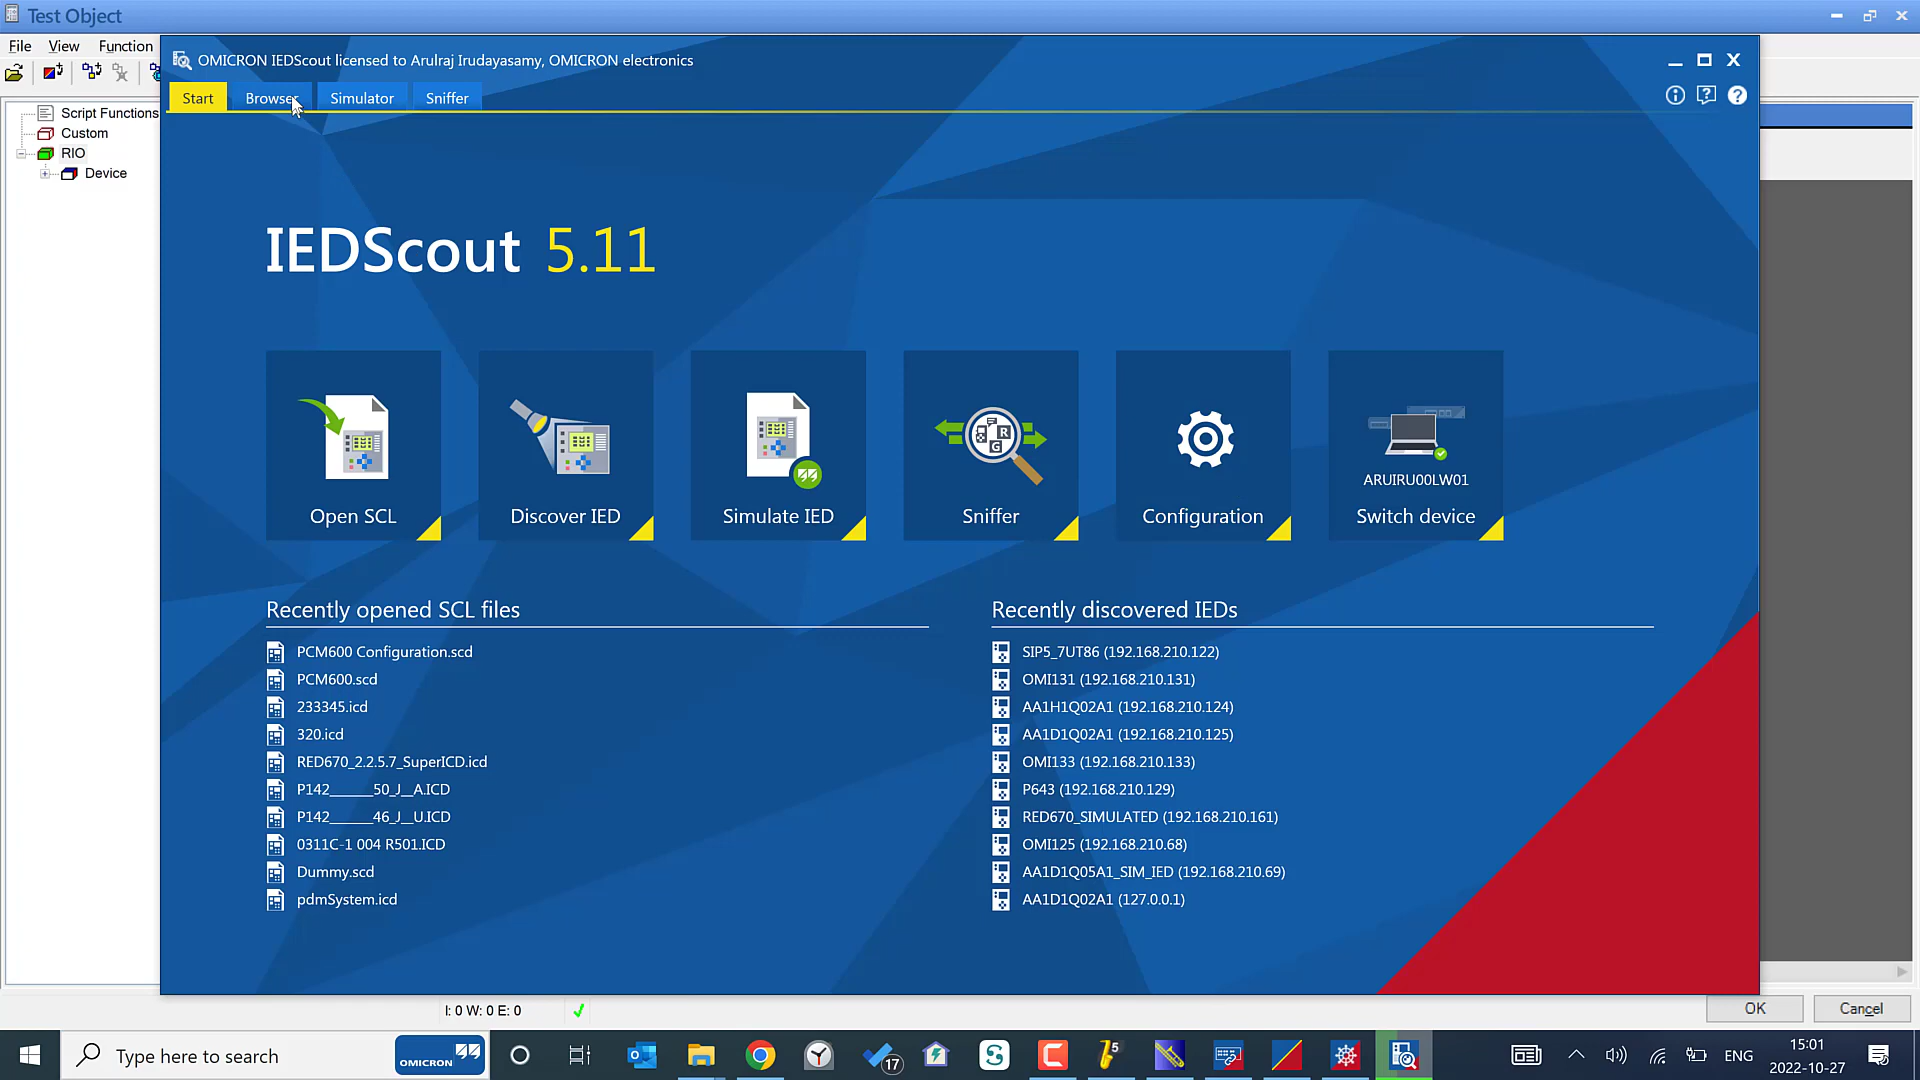 Test Object
File View Function
OMICRON IEDScout licensed to Arulraj Irudayasamy, OMICRON electronics
Start Browser Simulator Sniffer
Script Functions
Custom
RIO
Device
IEDScout 5.11
ARUIRU00LW01
Open SCL Discover IED Simulate IED Sniffer Configuration Switch device
Recently opened SCL files
PCM600 Configuration.scd
PCM600.scd
233345.icd
320.icd
RED670_2.2.5.7_SuperICD.icd
P142______50_J__A.ICD
P142______46_J__U.ICD
0311C-1 004 R501.ICD
Dummy.scd
pdmSystem.icd
Recently discovered IEDs
SIP5_7UT86 (192.168.210.122)
OMI131 (192.168.210.131)
AA1H1Q02A1 (192.168.210.124)
AA1D1Q02A1 (192.168.210.125)
OMI133 (192.168.210.133)
P643 (192.168.210.129)
RED670_SIMULATED (192.168.210.161)
OMI125 (192.168.210.68)
AA1D1Q05A1_SIM_IED (192.168.210.69)
AA1D1Q02A1 (127.0.0.1)
I: 0 W: 0 E: 0
OK Cancel
Type here to search
OMICRON
17
5
ENG
15:01
2022-10-27